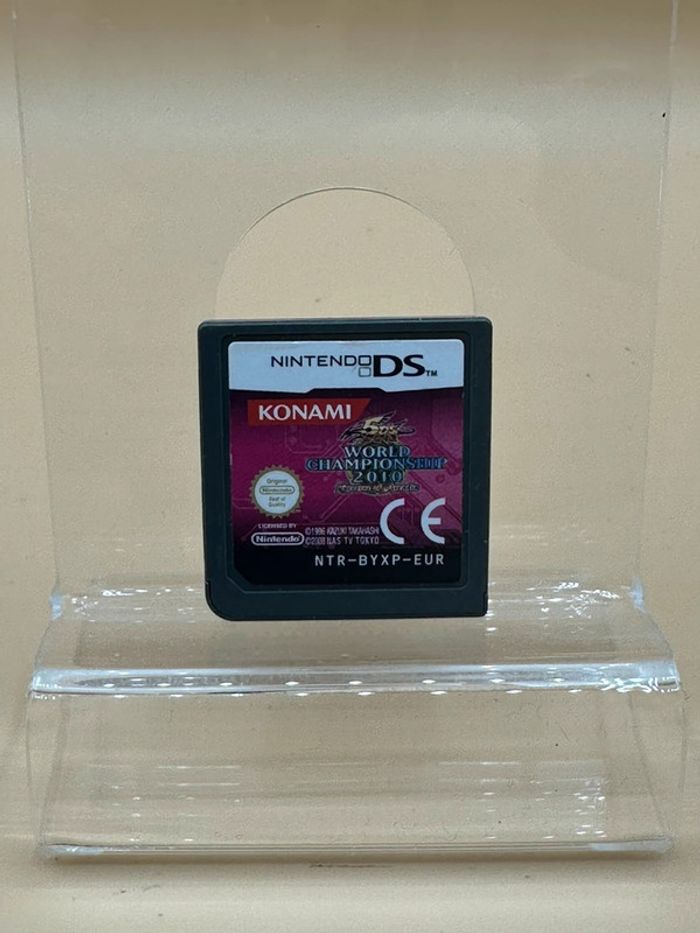 NINTENDO DS™
KONAMI
5D's
WORLD
CHAMPIONSHIP
2010
Original
Nintendo
Seal of
Quality
LICENSED BY
Nintendo
©1996 KAZUKI TAKAHASHI
©2008 NAS TV TOKYO
CE
NTR-BYXP-EUR